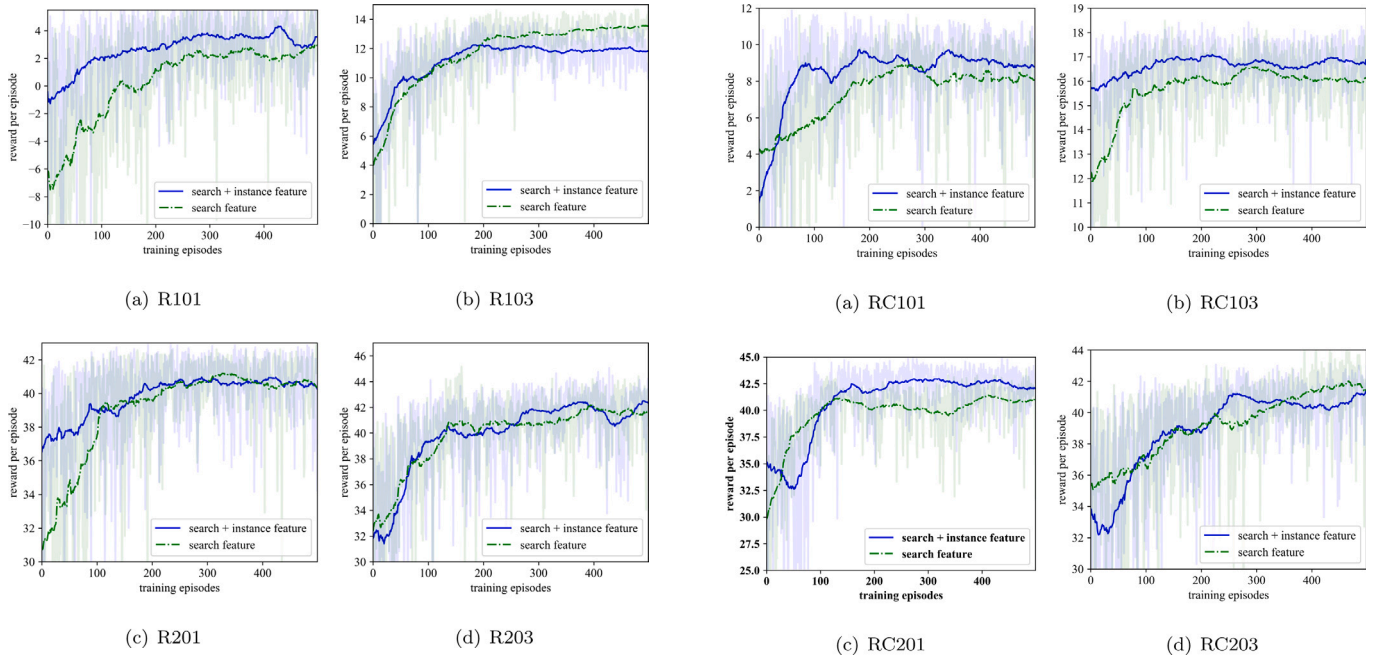 reward per episode
4
2
0
−2
−4
−6
−8
−10
search + instance feature
search feature
0
100
200
300
400
training episodes
(a) R101
reward per episode
14
12
10
8
6
4
2
0
search + instance feature
search feature
0
100
200
300
400
training episodes
(b) R103
reward per episode
12
10
8
6
4
2
0
search + instance feature
search feature
0
100
200
300
400
training episodes
(a) RC101
reward per episode
19
18
17
16
15
14
13
12
11
10
search + instance feature
search feature
0
100
200
300
400
training episodes
(b) RC103
reward per episode
42
40
38
36
34
32
30
search + instance feature
search feature
0
100
200
300
400
training episodes
(c) R201
reward per episode
46
44
42
40
38
36
34
32
30
search + instance feature
search feature
0
100
200
300
400
training episodes
(d) R203
reward per episode
45.0
42.5
40.0
37.5
35.0
32.5
30.0
27.5
25.0
search + instance feature
search feature
0
100
200
300
400
training episodes
(c) RC201
reward per episode
44
42
40
38
36
34
32
30
search + instance feature
search feature
0
100
200
300
400
training episodes
(d) RC203